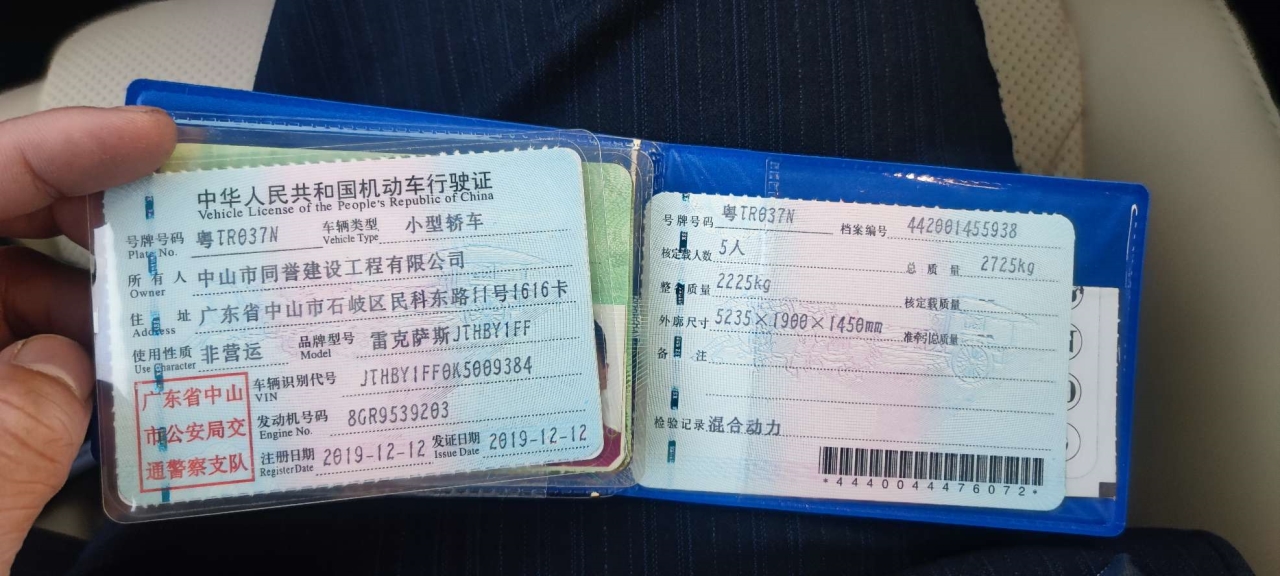 中华人民共和国机动车行驶证
Vehicle License of the People's Republic of China
号牌号码 粤TR037N 车辆类型 小型轿车
Plate No. Vehicle Type
所有人 中山市同誉建设工程有限公司
Owner
住址 广东省中山市石岐区民科东路11号1616卡
Address
使用性质 非营运 品牌型号 雷克萨斯JTHBY1FF
Use Character Model
广东省中山
市公安局交
通警察支队
车辆识别代号 JTHBY1FF0K5009384
VIN
发动机号码 8GR9539203
Engine No.
注册日期 2019-12-12 发证日期 2019-12-12
Register Date Issue Date
号牌号码 粤TR037N 档案编号 442001455938
核定载人数 5人 总质量 2725kg
整备质量 2225kg 核定载质量 --
外廓尺寸 5235×1900×1450mm 准牵引总质量 --
备注
检验记录 混合动力
*4440044476072*